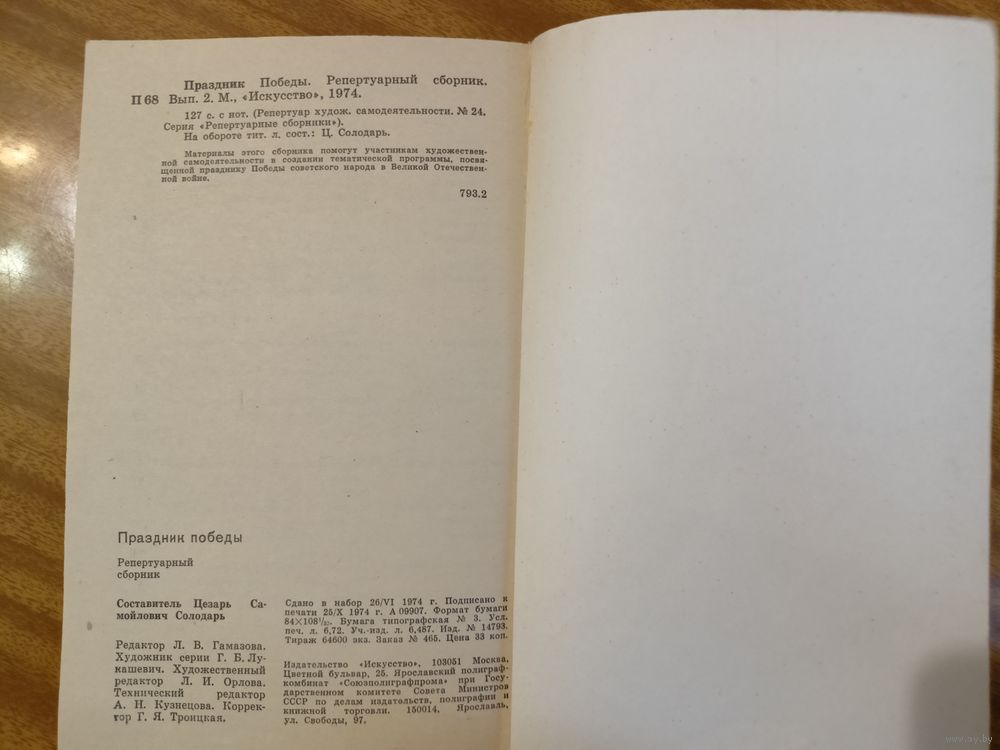 Праздник Победы. Репертуарный сборник.
П 68 Вып. 2. М., «Искусство», 1974.
127 с. с нот. (Репертуар худож. самодеятельности. № 24.
Серия «Репертуарные сборники»).
На обороте тит. л. сост.: Ц. Солодарь.
Материалы этого сборника помогут участникам художествен-
ной самодеятельности в создании тематической программы, посвя-
щенной празднику Победы советского народа в Великой Отечествен-
ной войне.
793.2
Праздник победы
Репертуарный
сборник
Составитель Цезарь Са-
мойлович Солодарь
Редактор Л. В. Гамазова.
Художник серии Г. Б. Лу-
кашевич. Художественный
редактор Л. И. Орлова.
Технический редактор
А. Н. Кузнецова. Коррек-
тор Г. Я. Троицкая.
Сдано в набор 26/VI 1974 г. Подписано к
печати 25/X 1974 г. А 09907. Формат бумаги
84×108¹/₃₂. Бумага типографская № 3. Усл.
печ. л. 6,72. Уч.-изд. л. 6,487. Изд. № 14793.
Тираж 64600 экз. Заказ № 465. Цена 33 коп.
Издательство «Искусство», 103051 Москва,
Цветной бульвар, 25. Ярославский полиграф-
комбинат «Союзполиграфпрома» при Госу-
дарственном комитете Совета Министров
СССР по делам издательств, полиграфии и
книжной торговли. 150014, Ярославль,
ул. Свободы, 97.
www.ay.by